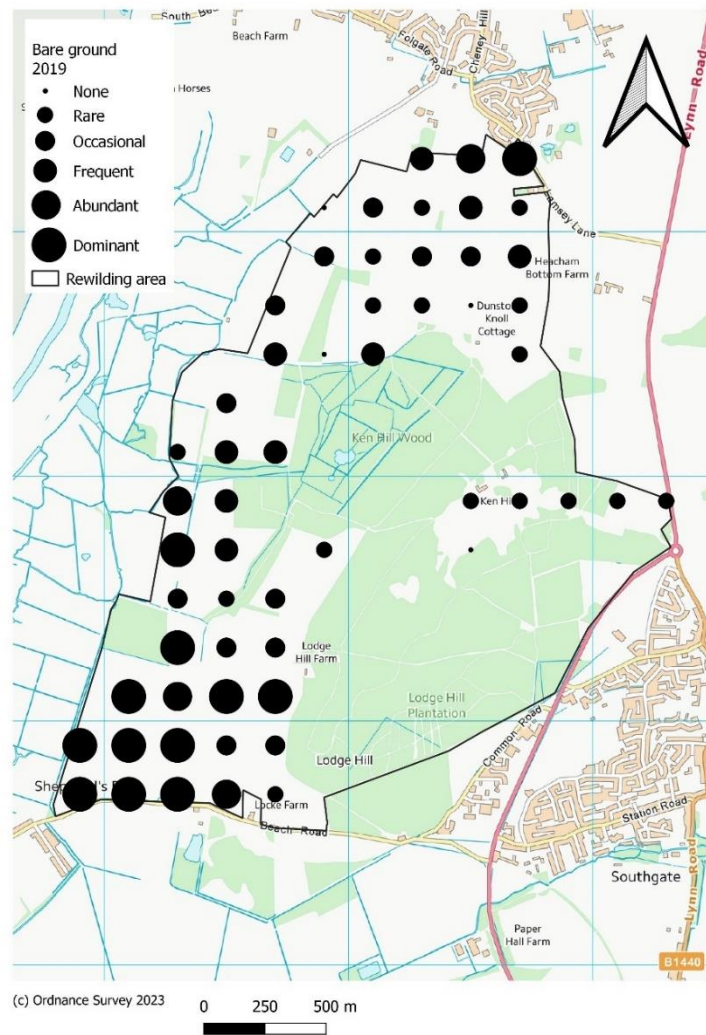 South Be
Beach Farm
Folgate Road
Cheney Hill
Lynn Road
Bare ground
2019
None
Rare
Occasional
Frequent
Abundant
Dominant
Rewilding area
Horses
Lamsey Lane
Heacham
Bottom Farm
Dunston
Knoll
Cottage
Ken Hill Wood
Ken Hill
Lodge
Hill Farm
Lodge Hill
Plantation
Common Road
Lodge Hill
Locke Farm
Beach Road
Station Road
Southgate
Lynn Road
Paper
Hall Farm
B1440
(c) Ordnance Survey 2023
0 250 500 m